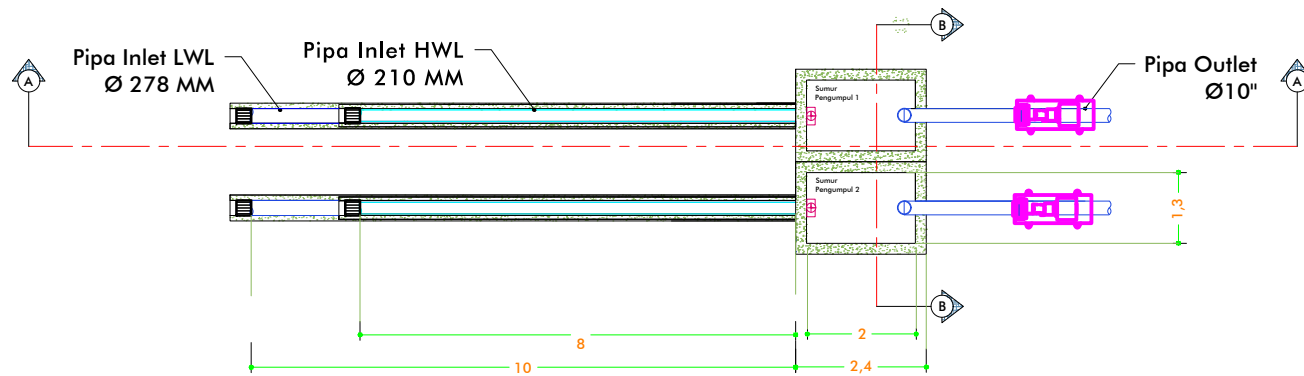 B
Pipa Inlet LWL
Ø 278 MM
Pipa Inlet HWL
Ø 210 MM
Pipa Outlet
Ø10"
A
A
Sumur
Pengumpul 1
Sumur
Pengumpul 2
1,3
B
8
2
10
2,4